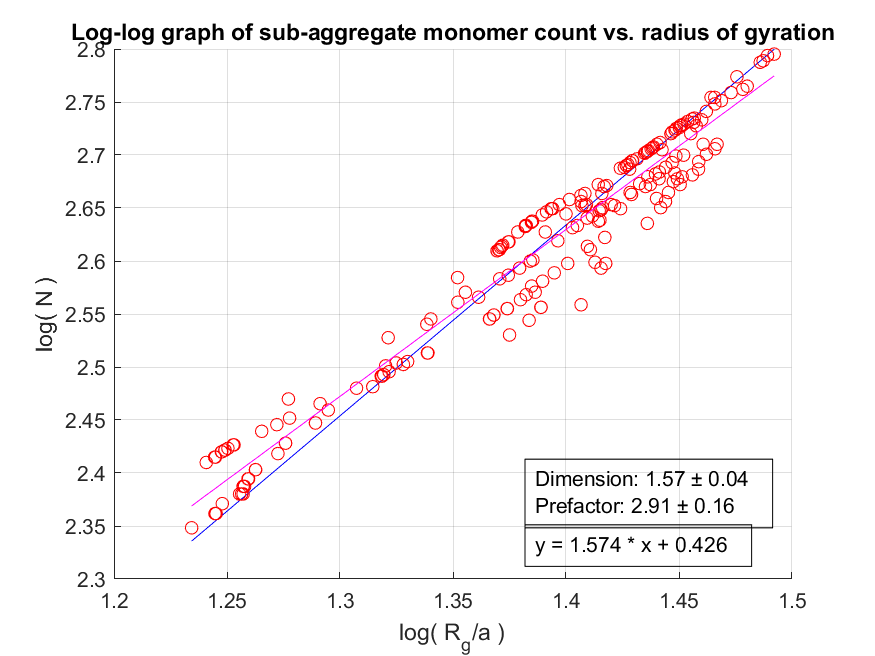 Log-log graph of sub-aggregate monomer count vs. radius of gyration
2.8
2.75
2.7
2.65
2.6
2.55
2.5
2.45
2.4
2.35
2.3
log( N )
Dimension: 1.57 ± 0.04
Prefactor: 2.91 ± 0.16
y = 1.574 * x + 0.426
1.2 1.25 1.3 1.35 1.4 1.45 1.5
log( R_g/a )